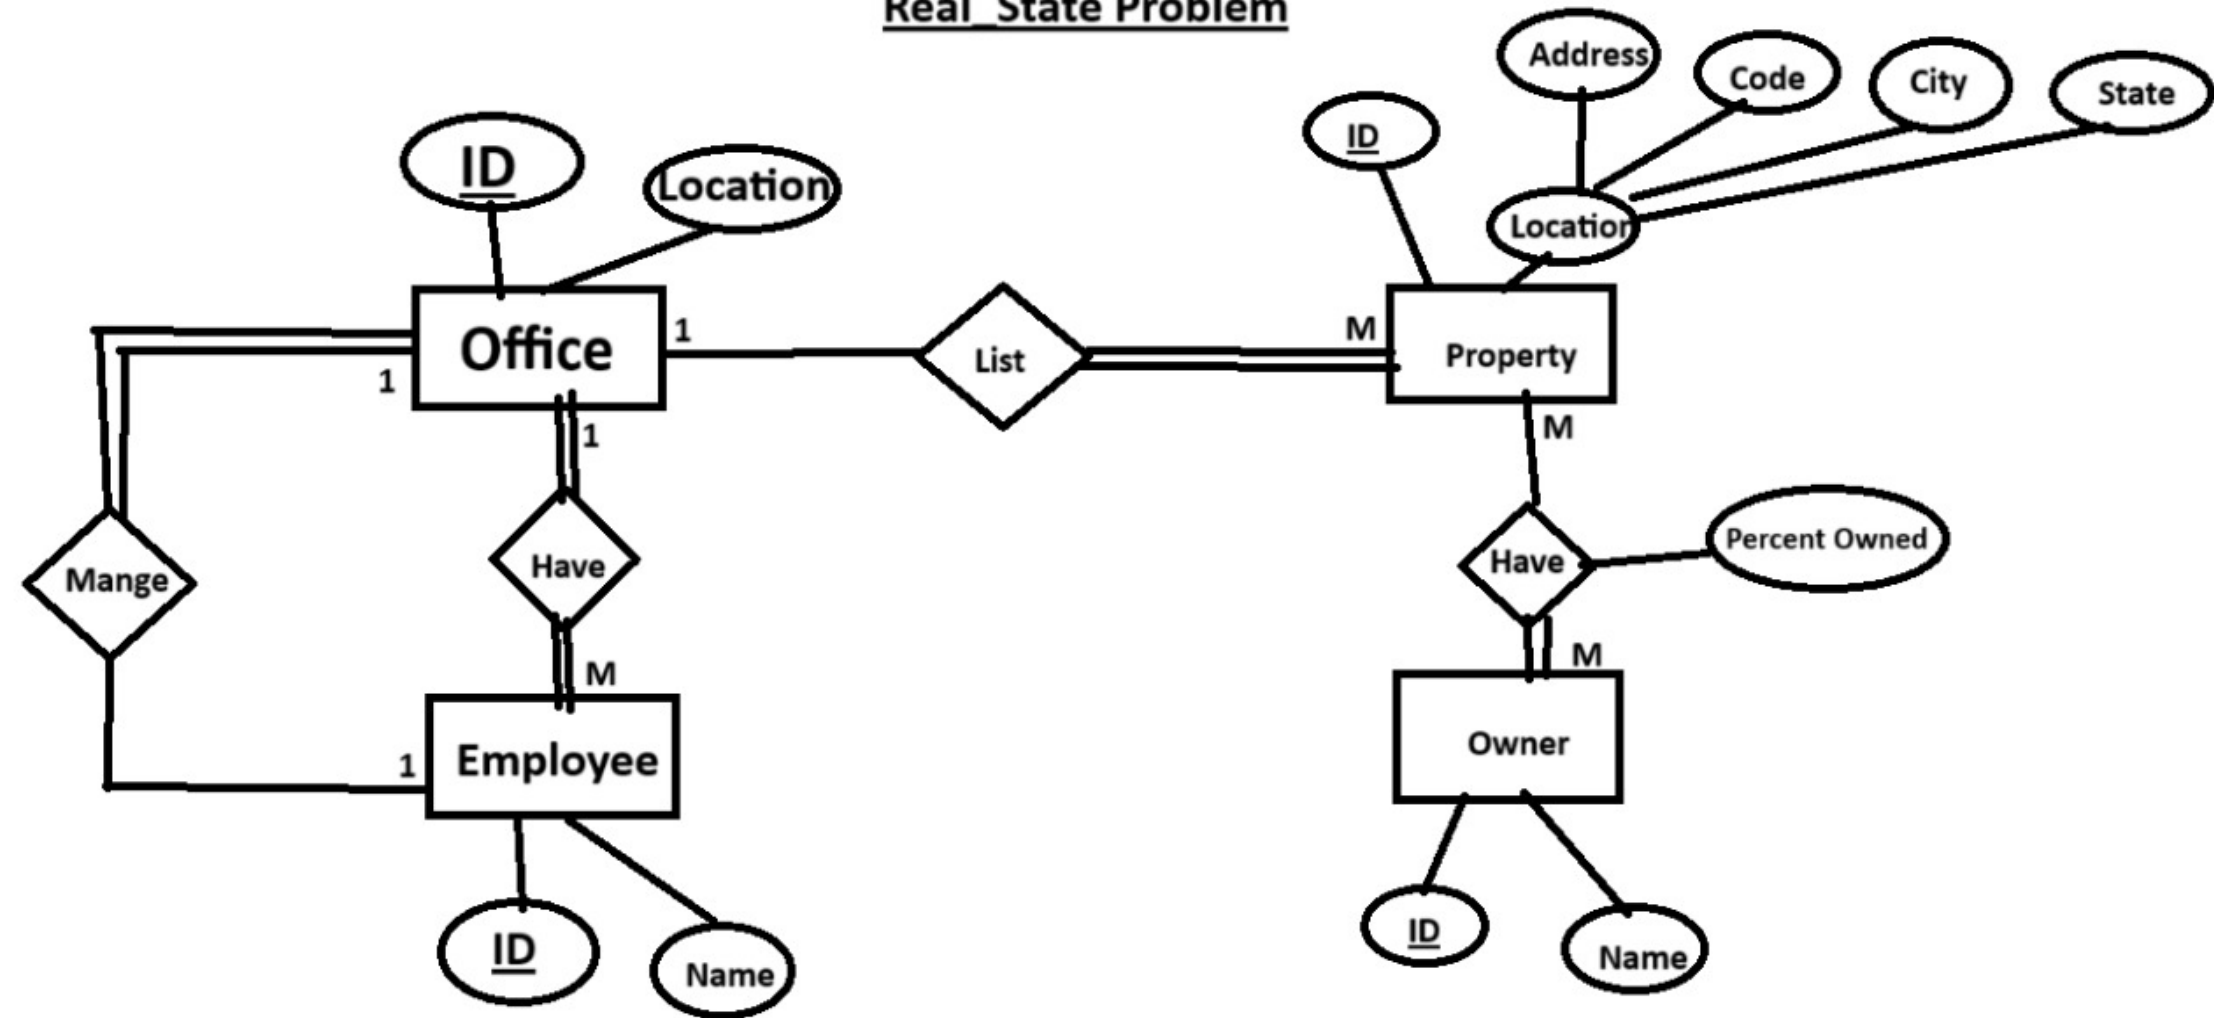 Real_State Problem
Address
Code
City
State
ID
ID
Location
Location
1
M
Office
List
Property
1
M
1
Mange
Have
Have
Percent Owned
M
M
1
Employee
Owner
ID
Name
ID
Name